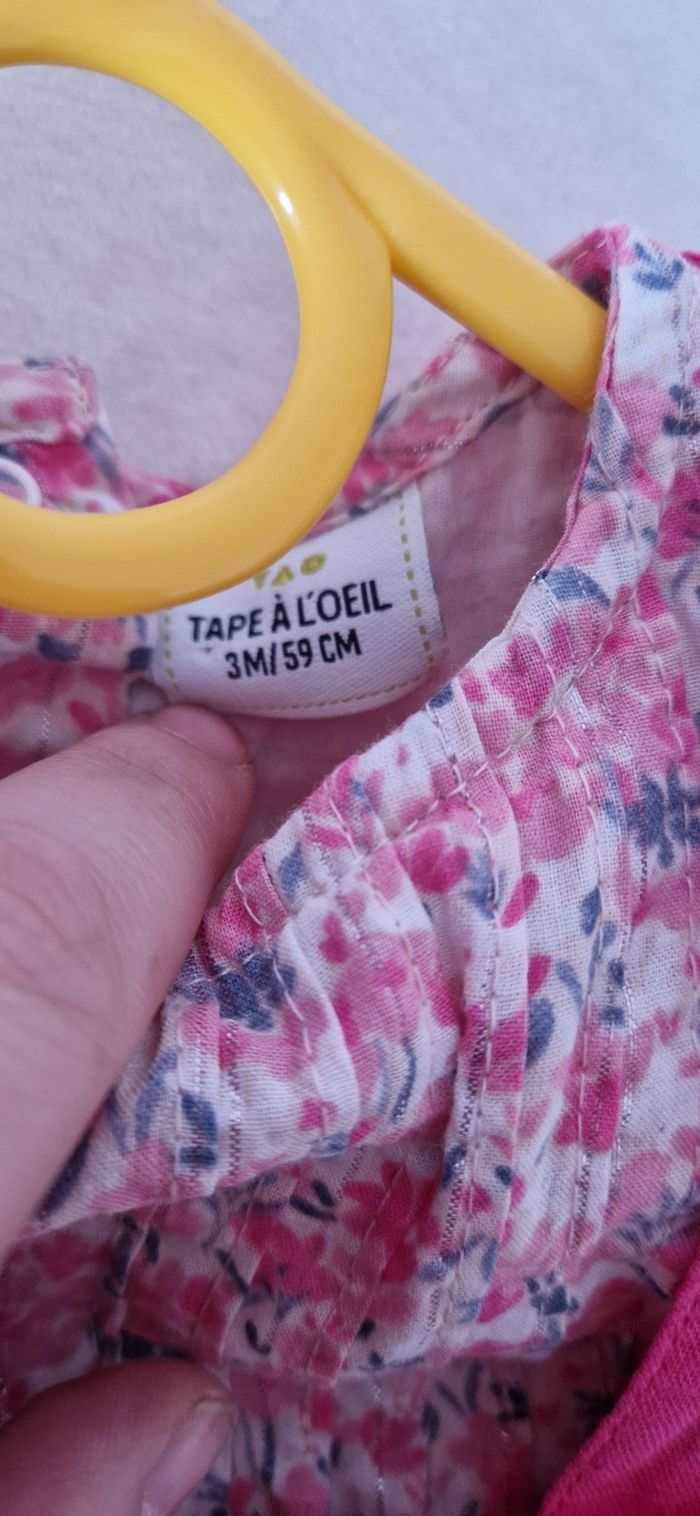 TAO
TAPE À L'OEIL
3M/59 CM